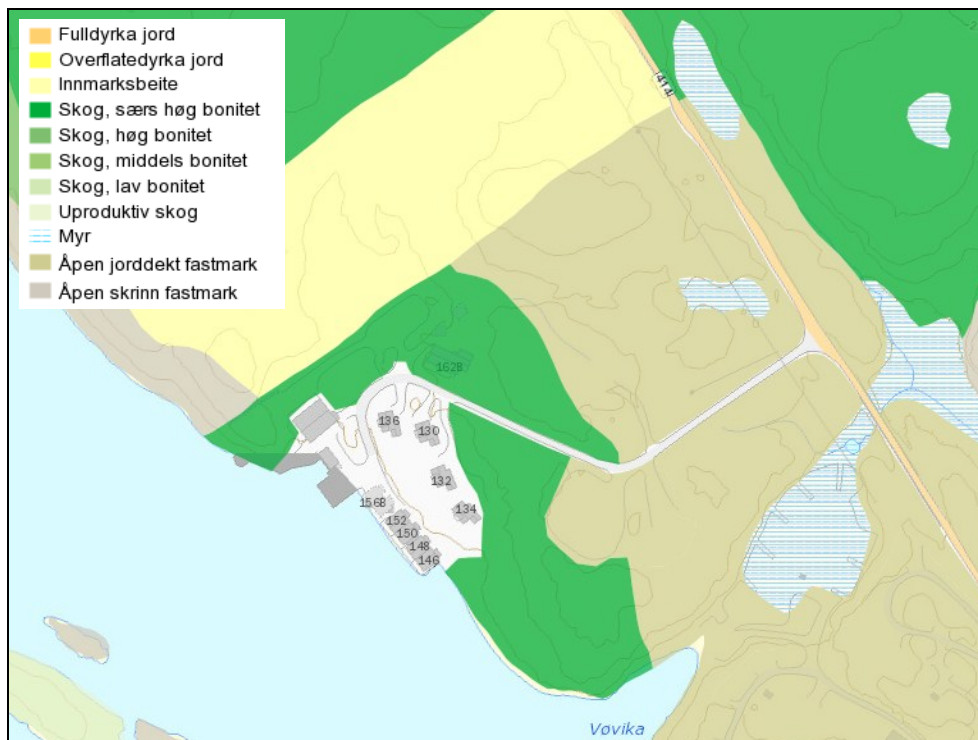 Fulldyrka jord
Overflatedyrka jord
Innmarksbeite
Skog, særs høg bonitet
Skog, høg bonitet
Skog, middels bonitet
Skog, lav bonitet
Uproduktiv skog
Myr
Åpen jorddekt fastmark
Åpen skrinn fastmark
414
162B
136
130
132
134
156B
152
150
148
146
Vøvika